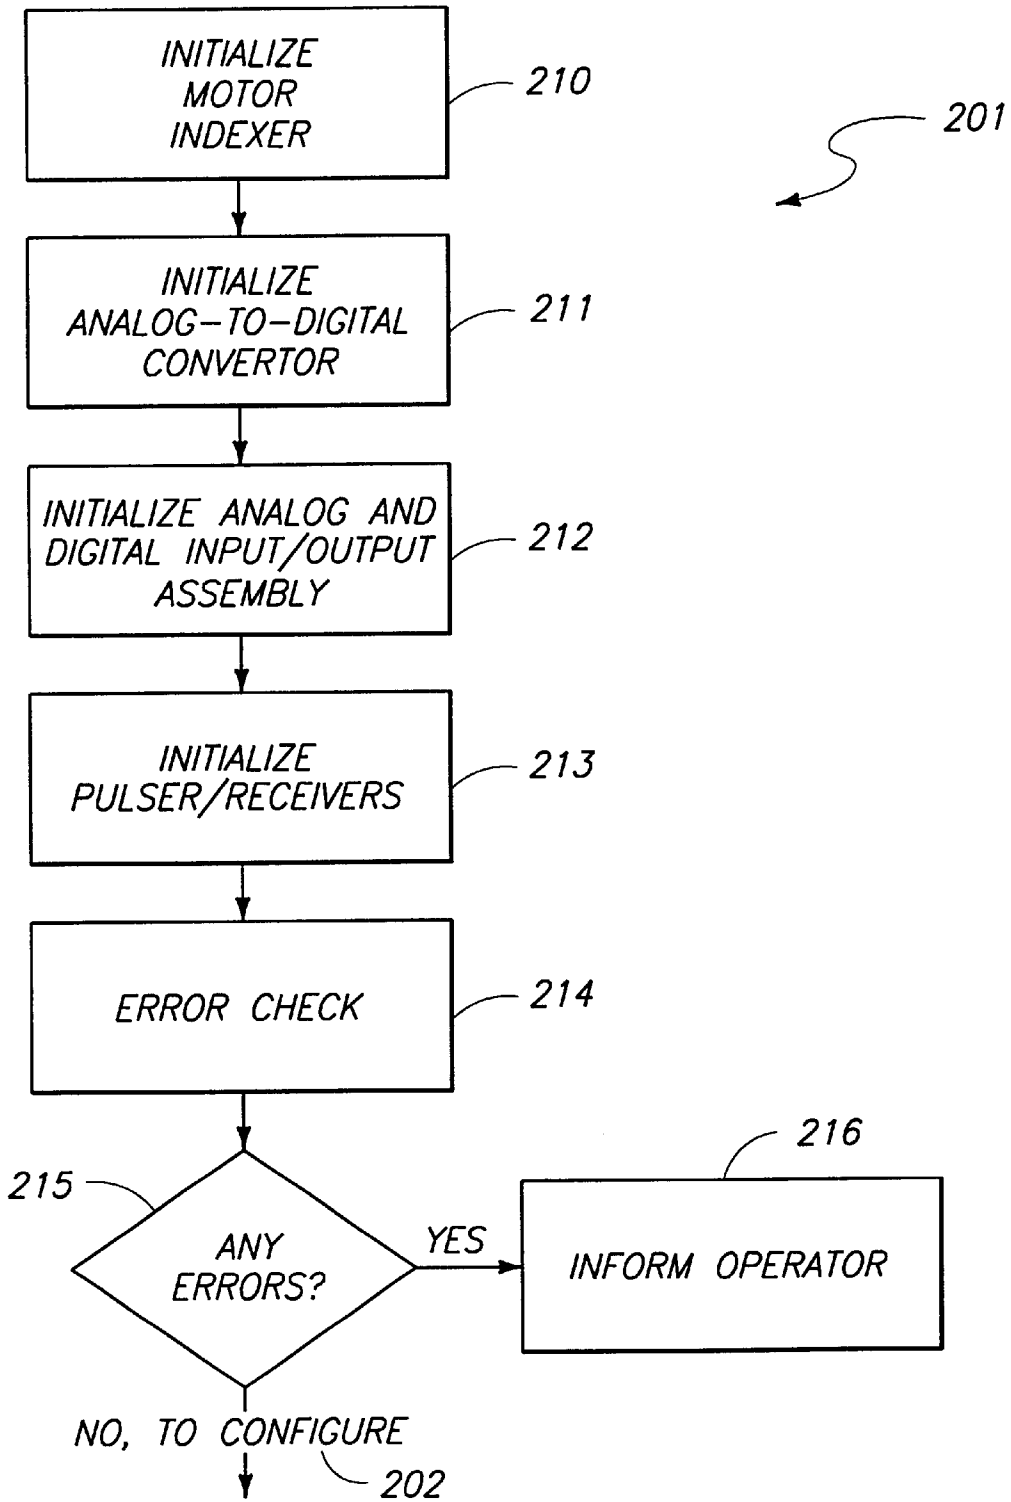 INITIALIZE
MOTOR
INDEXER
210
201
INITIALIZE
ANALOG-TO-DIGITAL
CONVERTOR
211
INITIALIZE ANALOG AND
DIGITAL INPUT/OUTPUT
ASSEMBLY
212
INITIALIZE
PULSER/RECEIVERS
213
ERROR CHECK
214
215
ANY
ERRORS?
YES
216
INFORM OPERATOR
NO, TO CONFIGURE
202